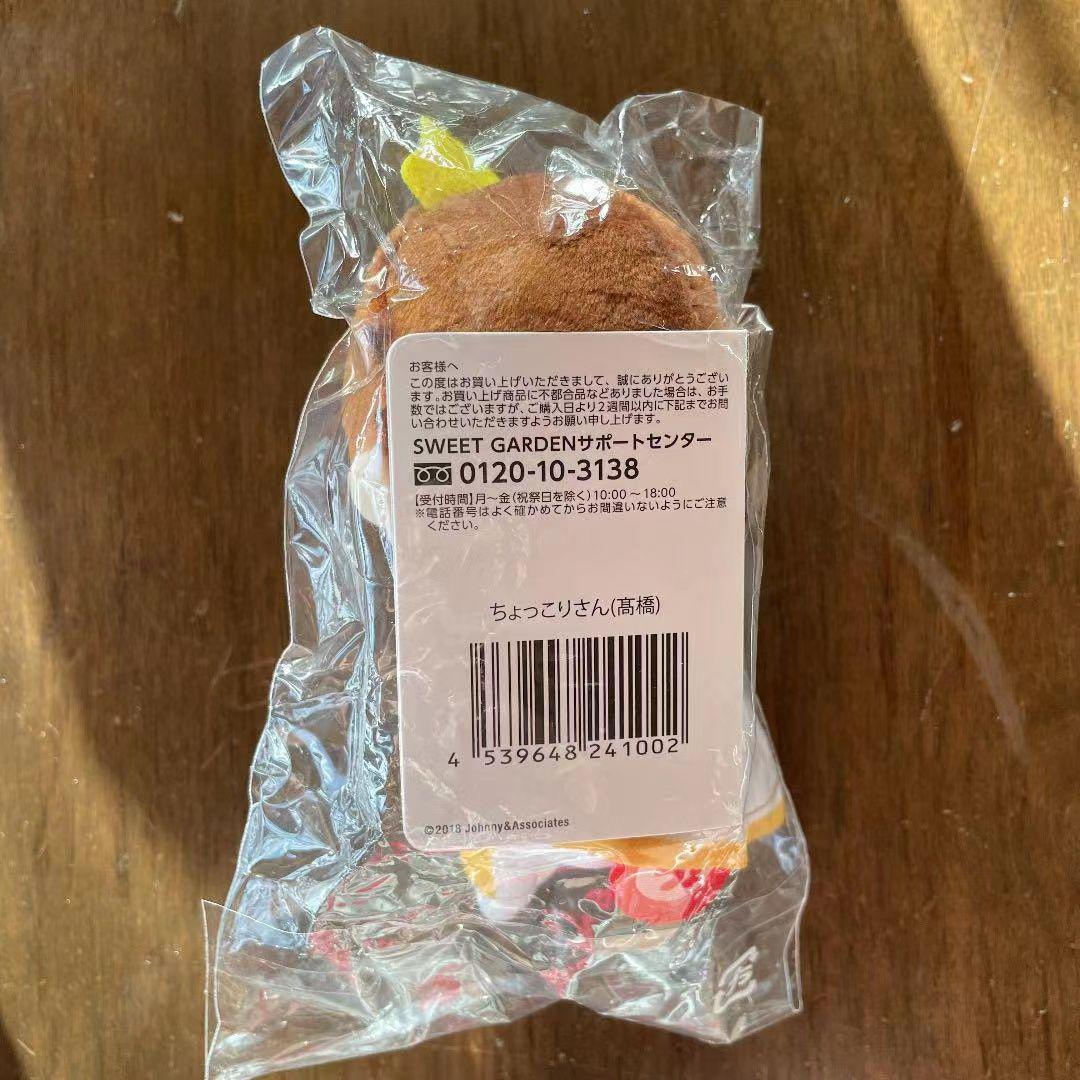 お客様へ
この度はお買い上げいただきまして、誠にありがとうござい
ます。お買い上げ商品に不都合品などありました場合は、お手
数ではございますが、ご購入日より2週間以内に下記までお問
い合わせいただきますようお願い申し上げます。
SWEET GARDENサポートセンター
0120-10-3138
【受付時間】月～金(祝祭日を除く)10:00～18:00
※電話番号はよく確かめてからお間違いないようにご注意
ください。
ちょっこりさん(髙橋)
4 539648 241002
©2018 Johnny&Associates